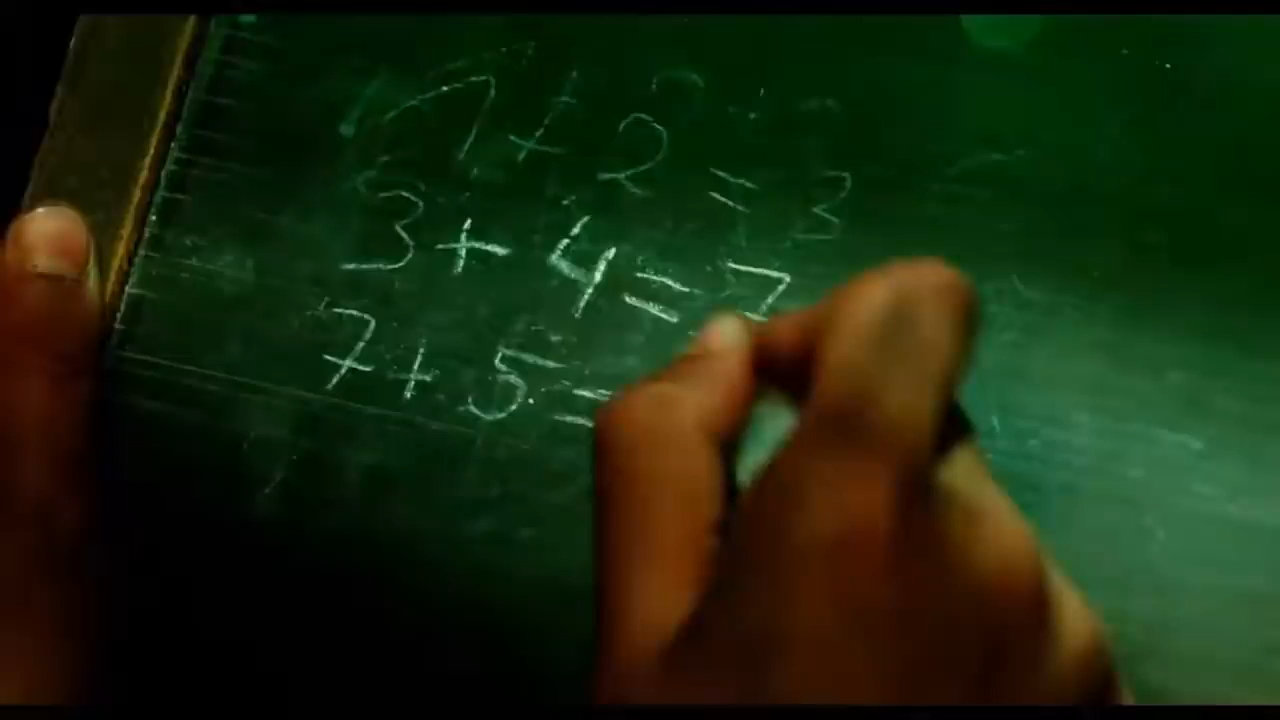 1 + 2 = 3
3 + 4 = 7
7 + 5 =